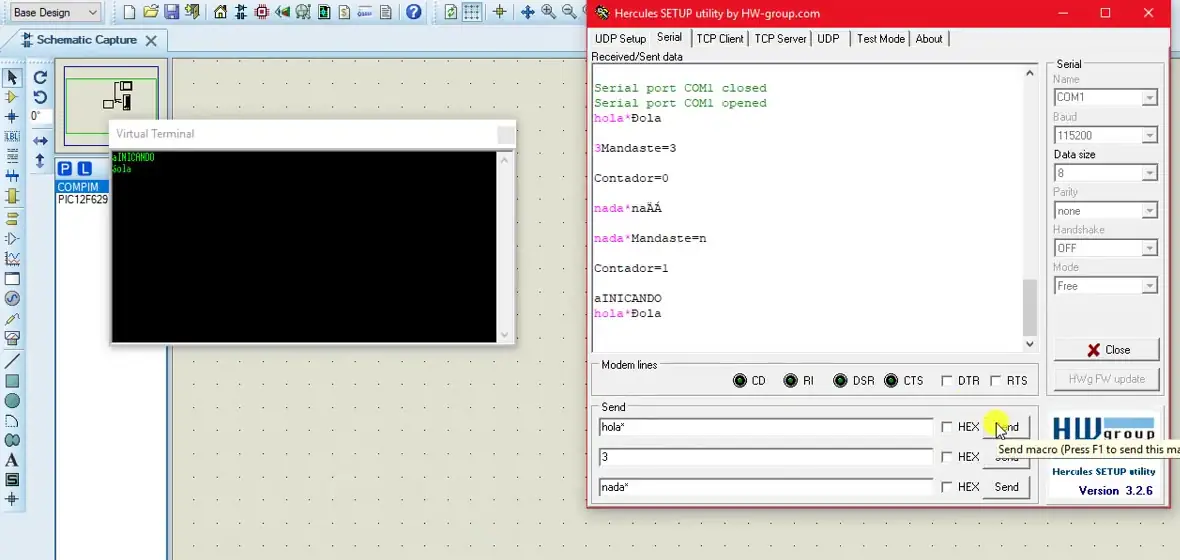 Base Design
Schematic Capture
0°
LBL
P L
COMPIM
PIC12F629
A
S
Virtual Terminal
aINICANDO
Hercules SETUP utility by HW-group.com
UDP Setup Serial TCP Client TCP Server UDP Test Mode About
Received/Sent data
Serial port COM1 closed
Serial port COM1 opened
hola*Ðola
3Mandaste=3
Contador=0
nada*naÄÁ
nada*Mandaste=n
Contador=1
aINICANDO
hola*Ðola
Modem lines
CD RI DSR CTS DTR RTS
Send
hola* HEX
Send macro (Press F1 to send this ma
3 HEX
nada* HEX Send
Serial
Name
COM1
Baud
115200
Data size
8
Parity
none
Handshake
OFF
Mode
Free
Close
HWg FW update
HW group
Hercules SETUP utility
Version 3.2.6